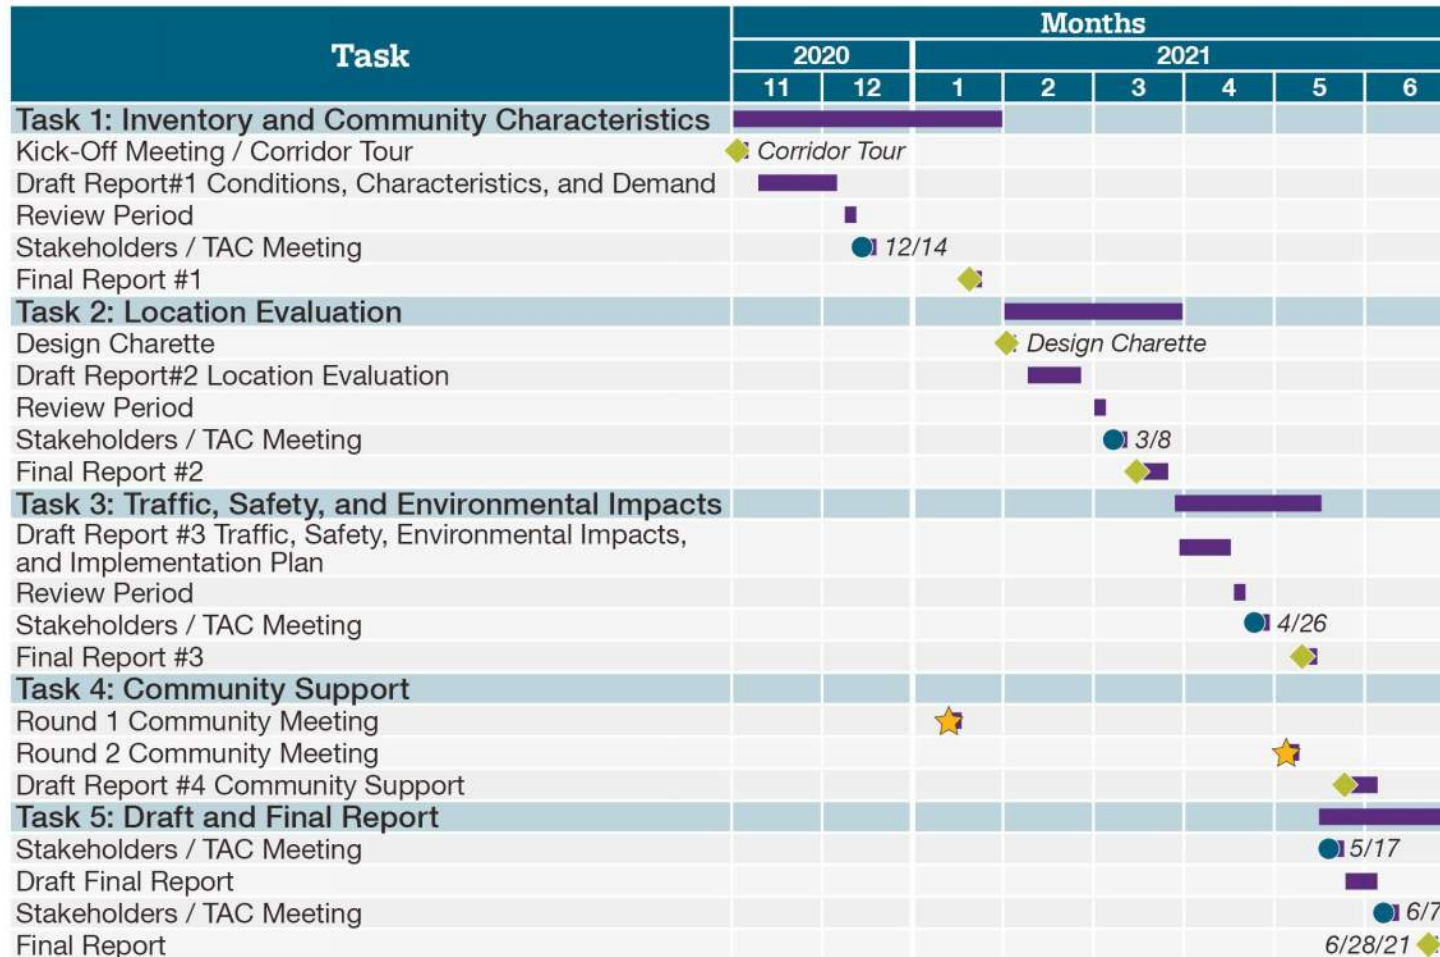 Months
Task
2020 2021
11 12 1 2 3 4 5 6
Task 1: Inventory and Community Characteristics
Kick-Off Meeting / Corridor Tour Corridor Tour
Draft Report#1 Conditions, Characteristics, and Demand
Review Period
Stakeholders / TAC Meeting 12/14
Final Report #1
Task 2: Location Evaluation
Design Charette Design Charette
Draft Report#2 Location Evaluation
Review Period
Stakeholders / TAC Meeting 3/8
Final Report #2
Task 3: Traffic, Safety, and Environmental Impacts
Draft Report #3 Traffic, Safety, Environmental Impacts,
and Implementation Plan
Review Period
Stakeholders / TAC Meeting 4/26
Final Report #3
Task 4: Community Support
Round 1 Community Meeting
Round 2 Community Meeting
Draft Report #4 Community Support
Task 5: Draft and Final Report
Stakeholders / TAC Meeting 5/17
Draft Final Report
Stakeholders / TAC Meeting 6/7
Final Report 6/28/21